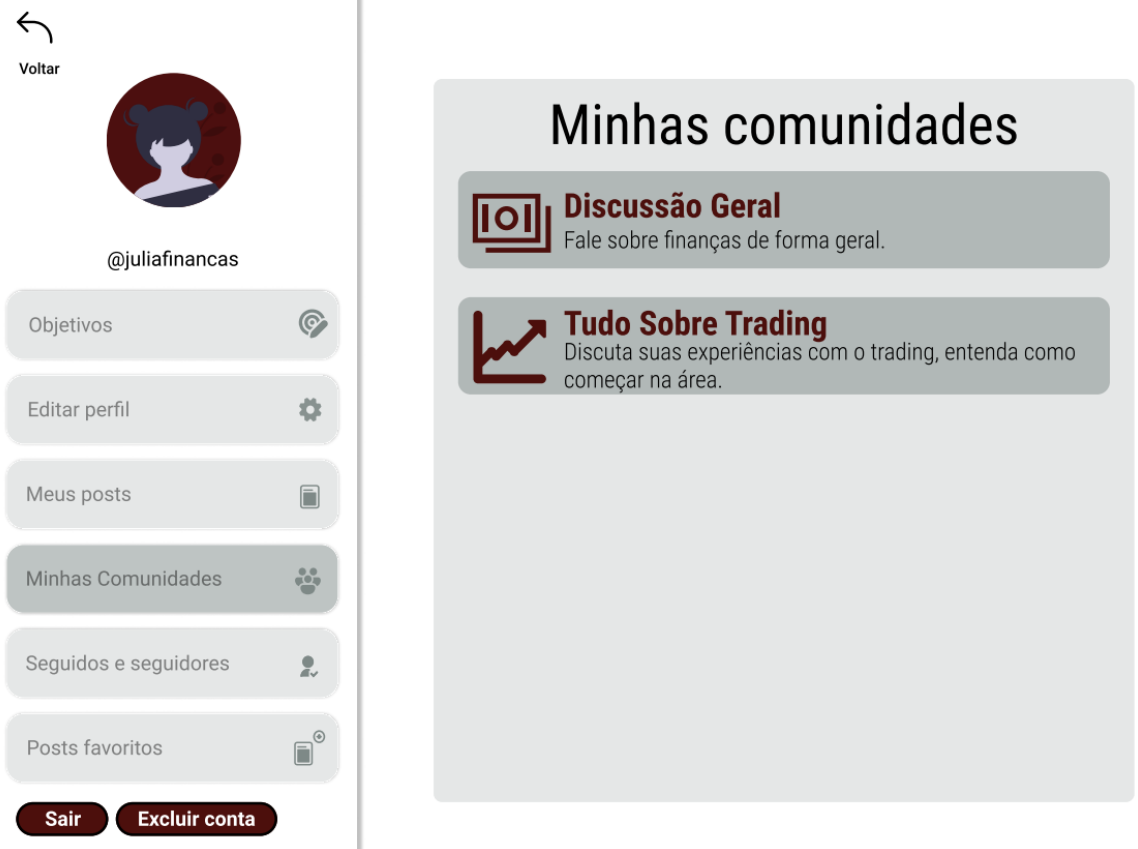 Voltar
@juliafinancas
Objetivos
Editar perfil
Meus posts
Minhas Comunidades
Seguidos e seguidores
Posts favoritos
Sair
Excluir conta
Minhas comunidades
Discussão Geral
Fale sobre finanças de forma geral.
Tudo Sobre Trading
Discuta suas experiências com o trading, entenda como
começar na área.